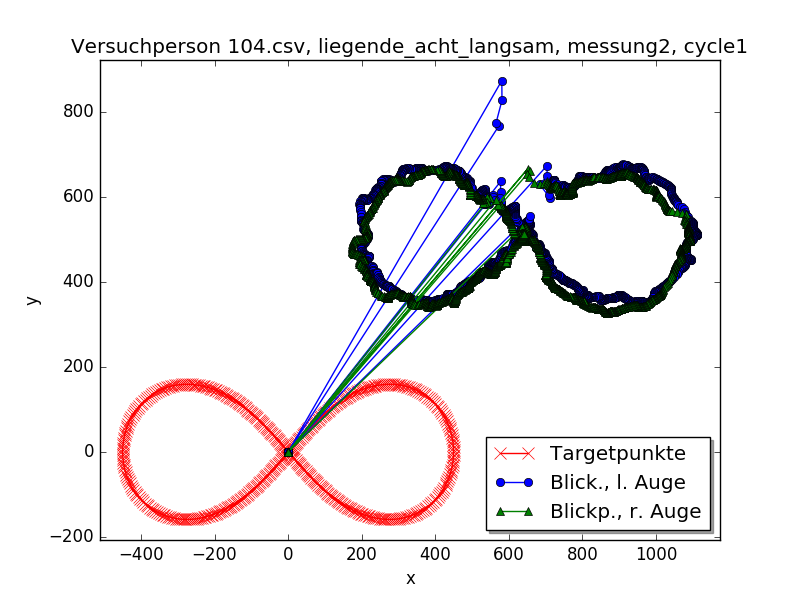 Versuchperson 104.csv, liegende_acht_langsam, messung2, cycle1
800
600
400
200
0
−200
y
−400 −200 0 200 400 600 800 1000
x
Targetpunkte
Blick., l. Auge
Blickp., r. Auge